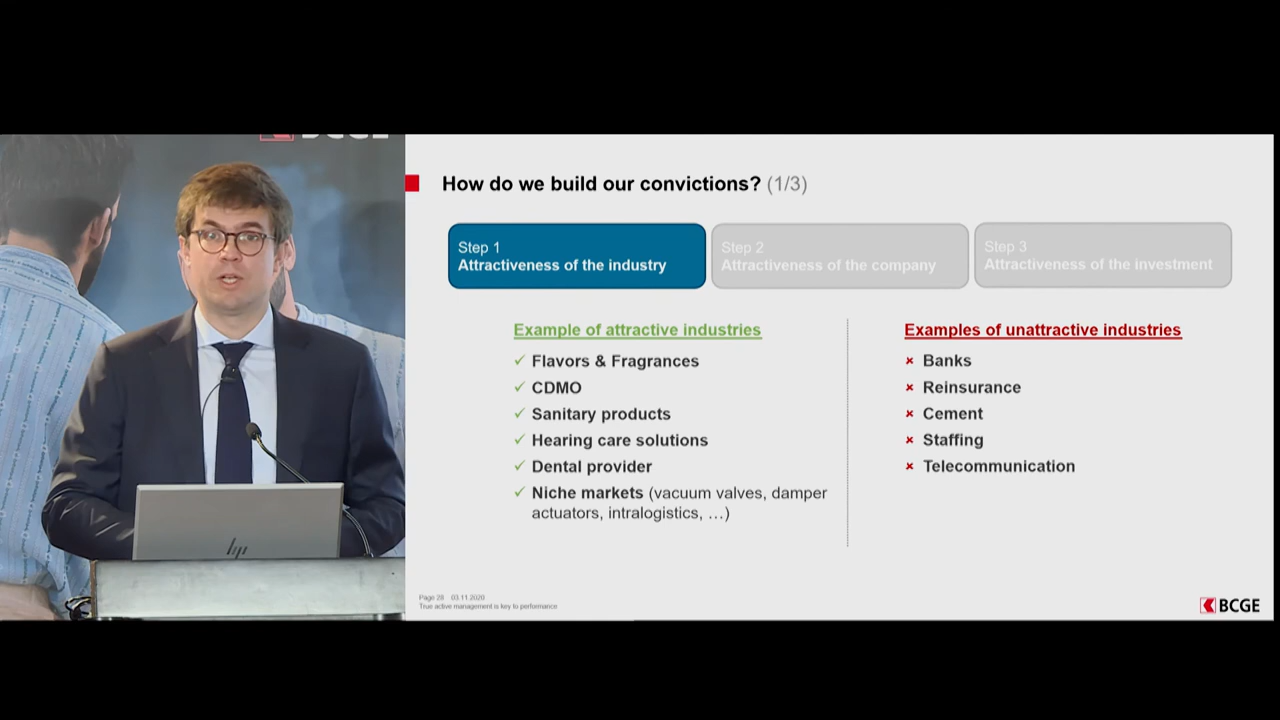 BCGE
How do we build our convictions? (1/3)
Step 1
Attractiveness of the industry
Step 2
Attractiveness of the company
Step 3
Attractiveness of the investment
Example of attractive industries
✓ Flavors & Fragrances
✓ CDMO
✓ Sanitary products
✓ Hearing care solutions
✓ Dental provider
✓ Niche markets (vacuum valves, damper
actuators, intralogistics, …)
Examples of unattractive industries
× Banks
× Reinsurance
× Cement
× Staffing
× Telecommunication
hp
Page 28 03.11.2020
True active management is key to performance
BCGE